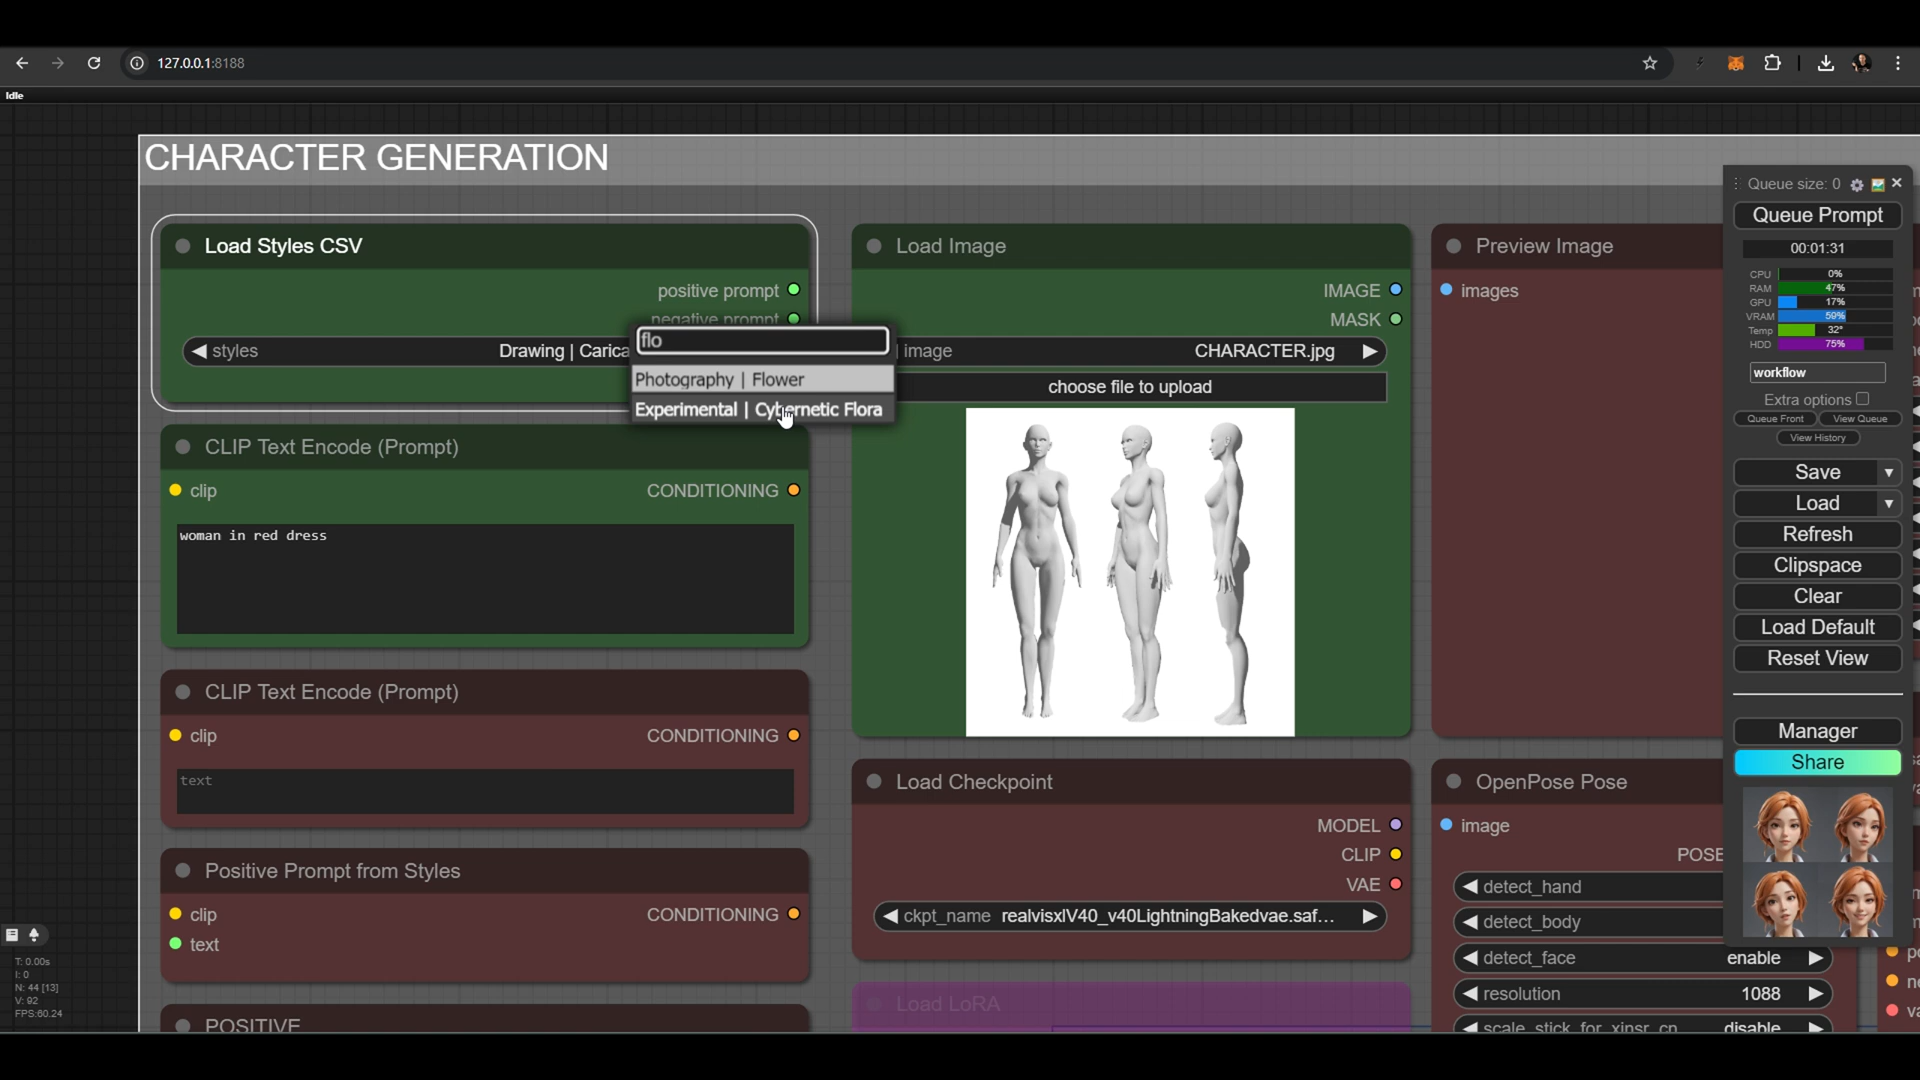 127.0.0.1:8188
Idle
CHARACTER GENERATION
Load Styles CSV
positive prompt
negative prompt
styles
Drawing | Carica
flo
Photography | Flower
Experimental | Cybernetic Flora
CLIP Text Encode (Prompt)
clip
CONDITIONING
woman in red dress
CLIP Text Encode (Prompt)
clip
CONDITIONING
text
Positive Prompt from Styles
clip
CONDITIONING
text
POSITIVE
Load Image
IMAGE
MASK
image
CHARACTER.jpg
choose file to upload
Load Checkpoint
MODEL
CLIP
VAE
ckpt_name realvisxlV40_v40LightningBakedvae.saf...
Load LoRA
Preview Image
images
OpenPose Pose
image
POSE
detect_hand
detect_body
detect_face enable
resolution 1088
scale_stick_for_xinsr_cn disable
Queue size: 0
Queue Prompt
00:01:31
CPU 0%
RAM 47%
GPU 17%
VRAM 59%
Temp 32°
HDD 75%
workflow
Extra options
Queue Front View Queue
View History
Save
Load
Refresh
Clipspace
Clear
Load Default
Reset View
Manager
Share
T: 0.00s
I: 0
N: 44 [13]
V: 92
FPS:60.24